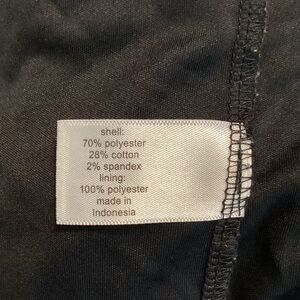 shell:
70% polyester
28% cotton
2% spandex
lining:
100% polyester
made in
Indonesia